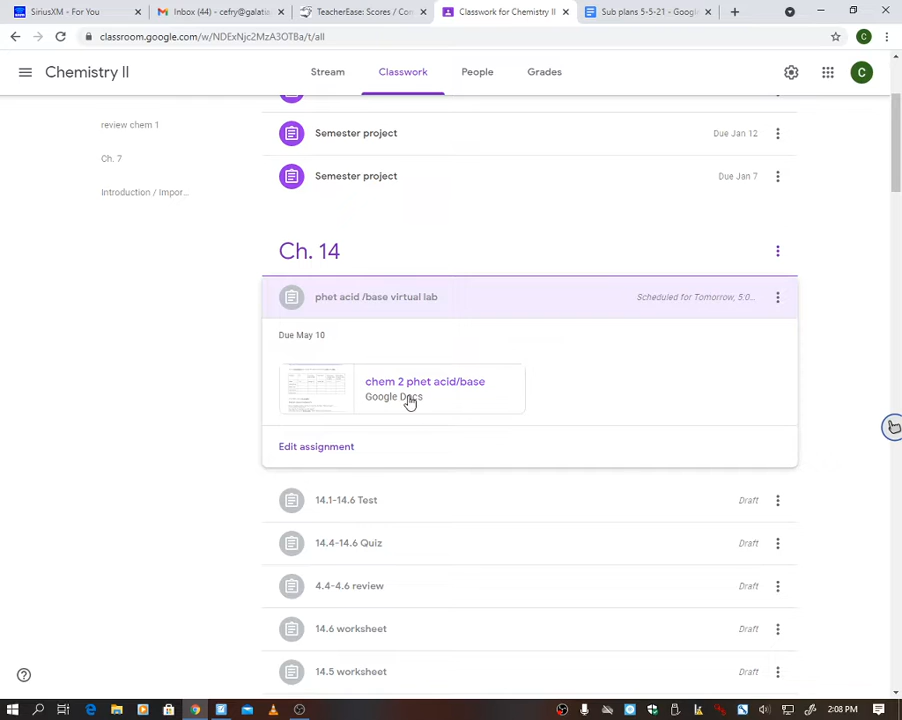 SiriusXM - For You
Inbox (44) - cefry@galati
TeacherEase: Scores / Co
Classwork for Chemistry II
Sub plans 5-5-21 - Goog
classroom.google.com/w/NDExNjc2MzA3OTBa/t/all
C
Chemistry II
Stream
Classwork
People
Grades
C
review chem 1
Ch. 7
Introduction / Impor...
Semester project
Due Jan 12
Semester project
Due Jan 7
Ch. 14
phet acid /base virtual lab
Scheduled for Tomorrow, 5:0...
Due May 10
chem 2 phet acid/base
Google Docs
Edit assignment
14.1-14.6 Test
Draft
14.4-14.6 Quiz
Draft
4.4-4.6 review
Draft
14.6 worksheet
Draft
14.5 worksheet
Draft
2:08 PM